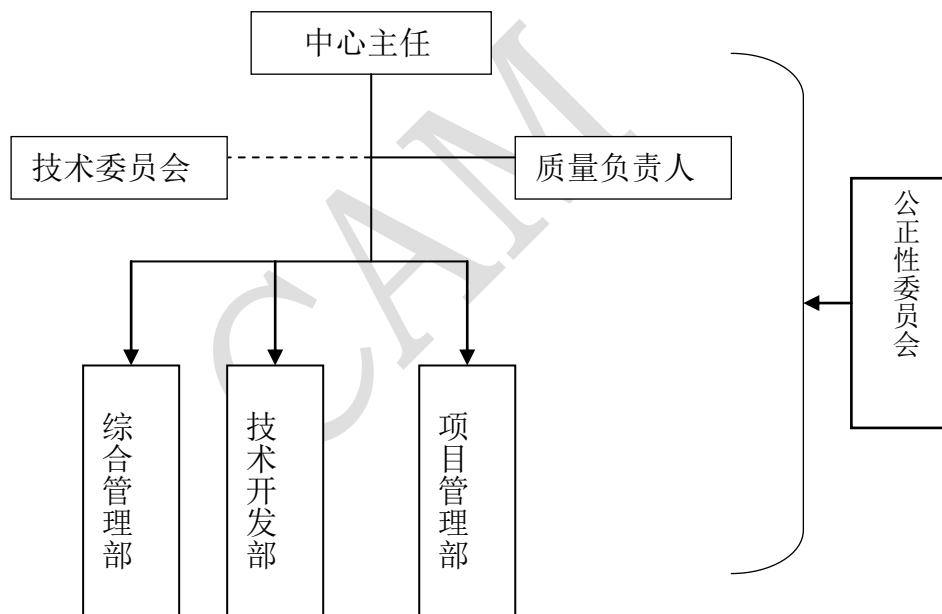 中心主任
技术委员会
质量负责人
公正性委员会
综合管理部
技术开发部
项目管理部
CAM